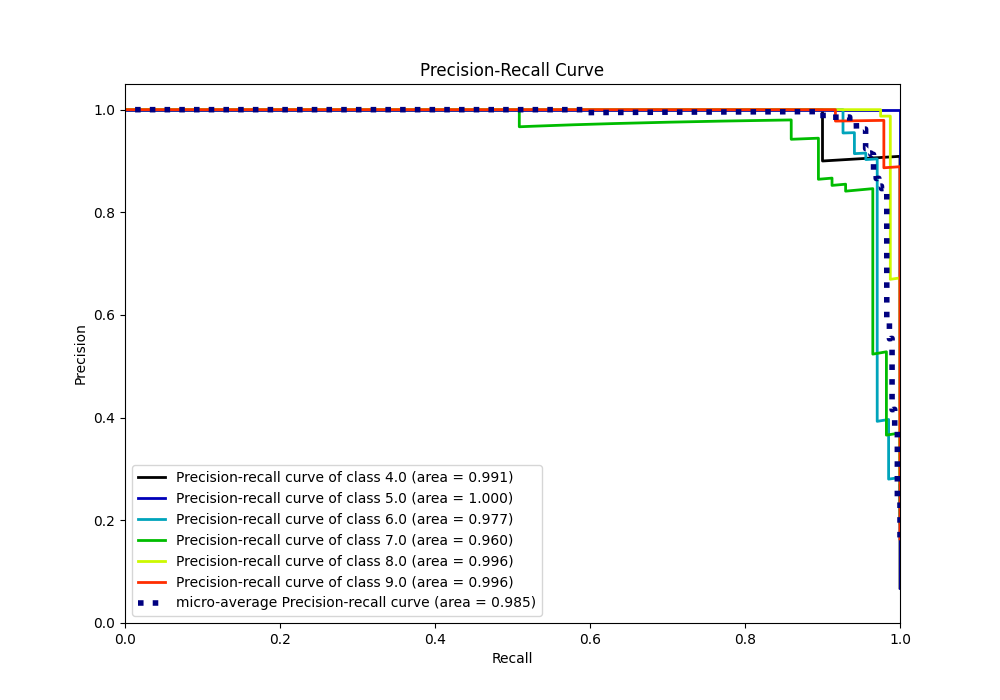 Precision-Recall Curve
1.0
0.8
0.6
0.4
0.2
0.0
Precision
Precision-recall curve of class 4.0 (area = 0.991)
Precision-recall curve of class 5.0 (area = 1.000)
Precision-recall curve of class 6.0 (area = 0.977)
Precision-recall curve of class 7.0 (area = 0.960)
Precision-recall curve of class 8.0 (area = 0.996)
Precision-recall curve of class 9.0 (area = 0.996)
micro-average Precision-recall curve (area = 0.985)
0.0 0.2 0.4 0.6 0.8 1.0
Recall